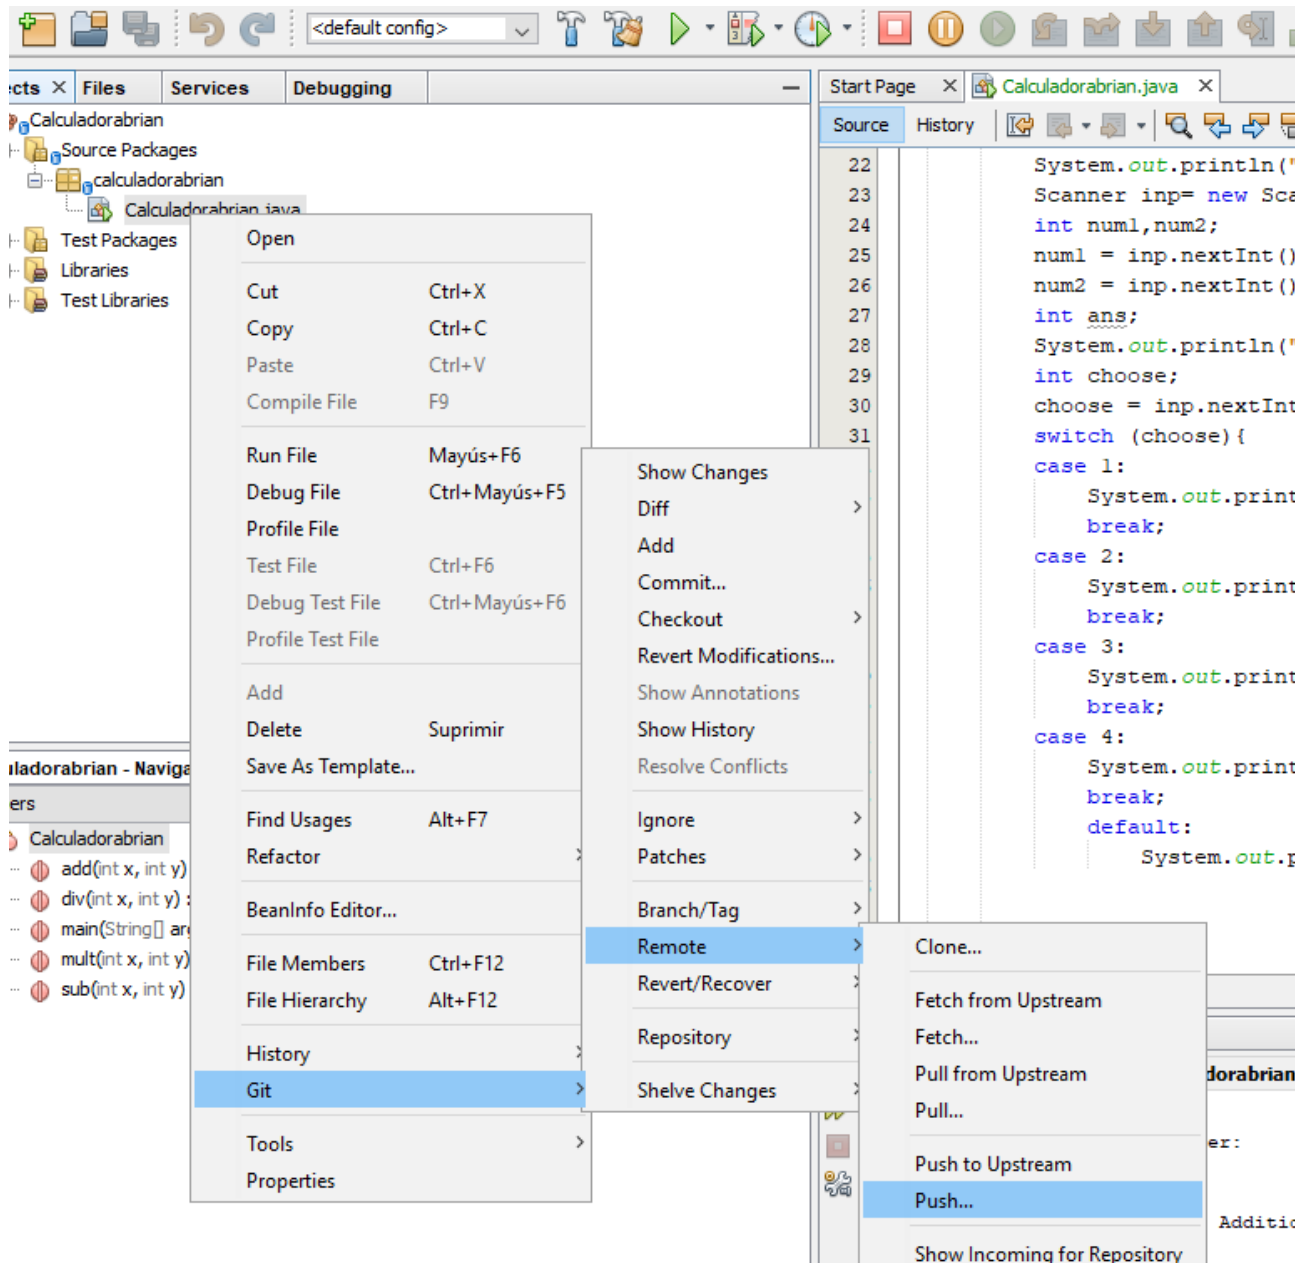 <default config>
cts Files Services Debugging
Start Page Calculadorabrian.java
Source History
Calculadorabrian
Source Packages
calculadorabrian
Calculadorabrian.java
Test Packages
Libraries
Test Libraries
22 System.out.println("
23 Scanner inp= new Sca
24 int num1,num2;
25 num1 = inp.nextInt()
26 num2 = inp.nextInt()
27 int ans;
28 System.out.println("
29 int choose;
30 choose = inp.nextInt
31 switch (choose){
case 1:
System.out.print
break;
case 2:
System.out.print
break;
case 3:
System.out.print
break;
case 4:
System.out.print
break;
default:
System.out.p
Open
Cut Ctrl+X
Copy Ctrl+C
Paste Ctrl+V
Compile File F9
Run File Mayús+F6
Debug File Ctrl+Mayús+F5
Profile File
Test File Ctrl+F6
Debug Test File Ctrl+Mayús+F6
Profile Test File
Add
Delete Suprimir
Save As Template...
Find Usages Alt+F7
Refactor
BeanInfo Editor...
File Members Ctrl+F12
File Hierarchy Alt+F12
History
Git
Tools
Properties
Show Changes
Diff
Add
Commit...
Checkout
Revert Modifications...
Show Annotations
Show History
Resolve Conflicts
Ignore
Patches
Branch/Tag
Remote
Revert/Recover
Repository
Shelve Changes
Clone...
Fetch from Upstream
Fetch...
Pull from Upstream
Pull...
Push to Upstream
Push...
Show Incoming for Repository
uladorabrian - Naviga
ers
Calculadorabrian
add(int x, int y)
div(int x, int y) :
main(String[] arg
mult(int x, int y)
sub(int x, int y)
dorabrian
er:
Additio